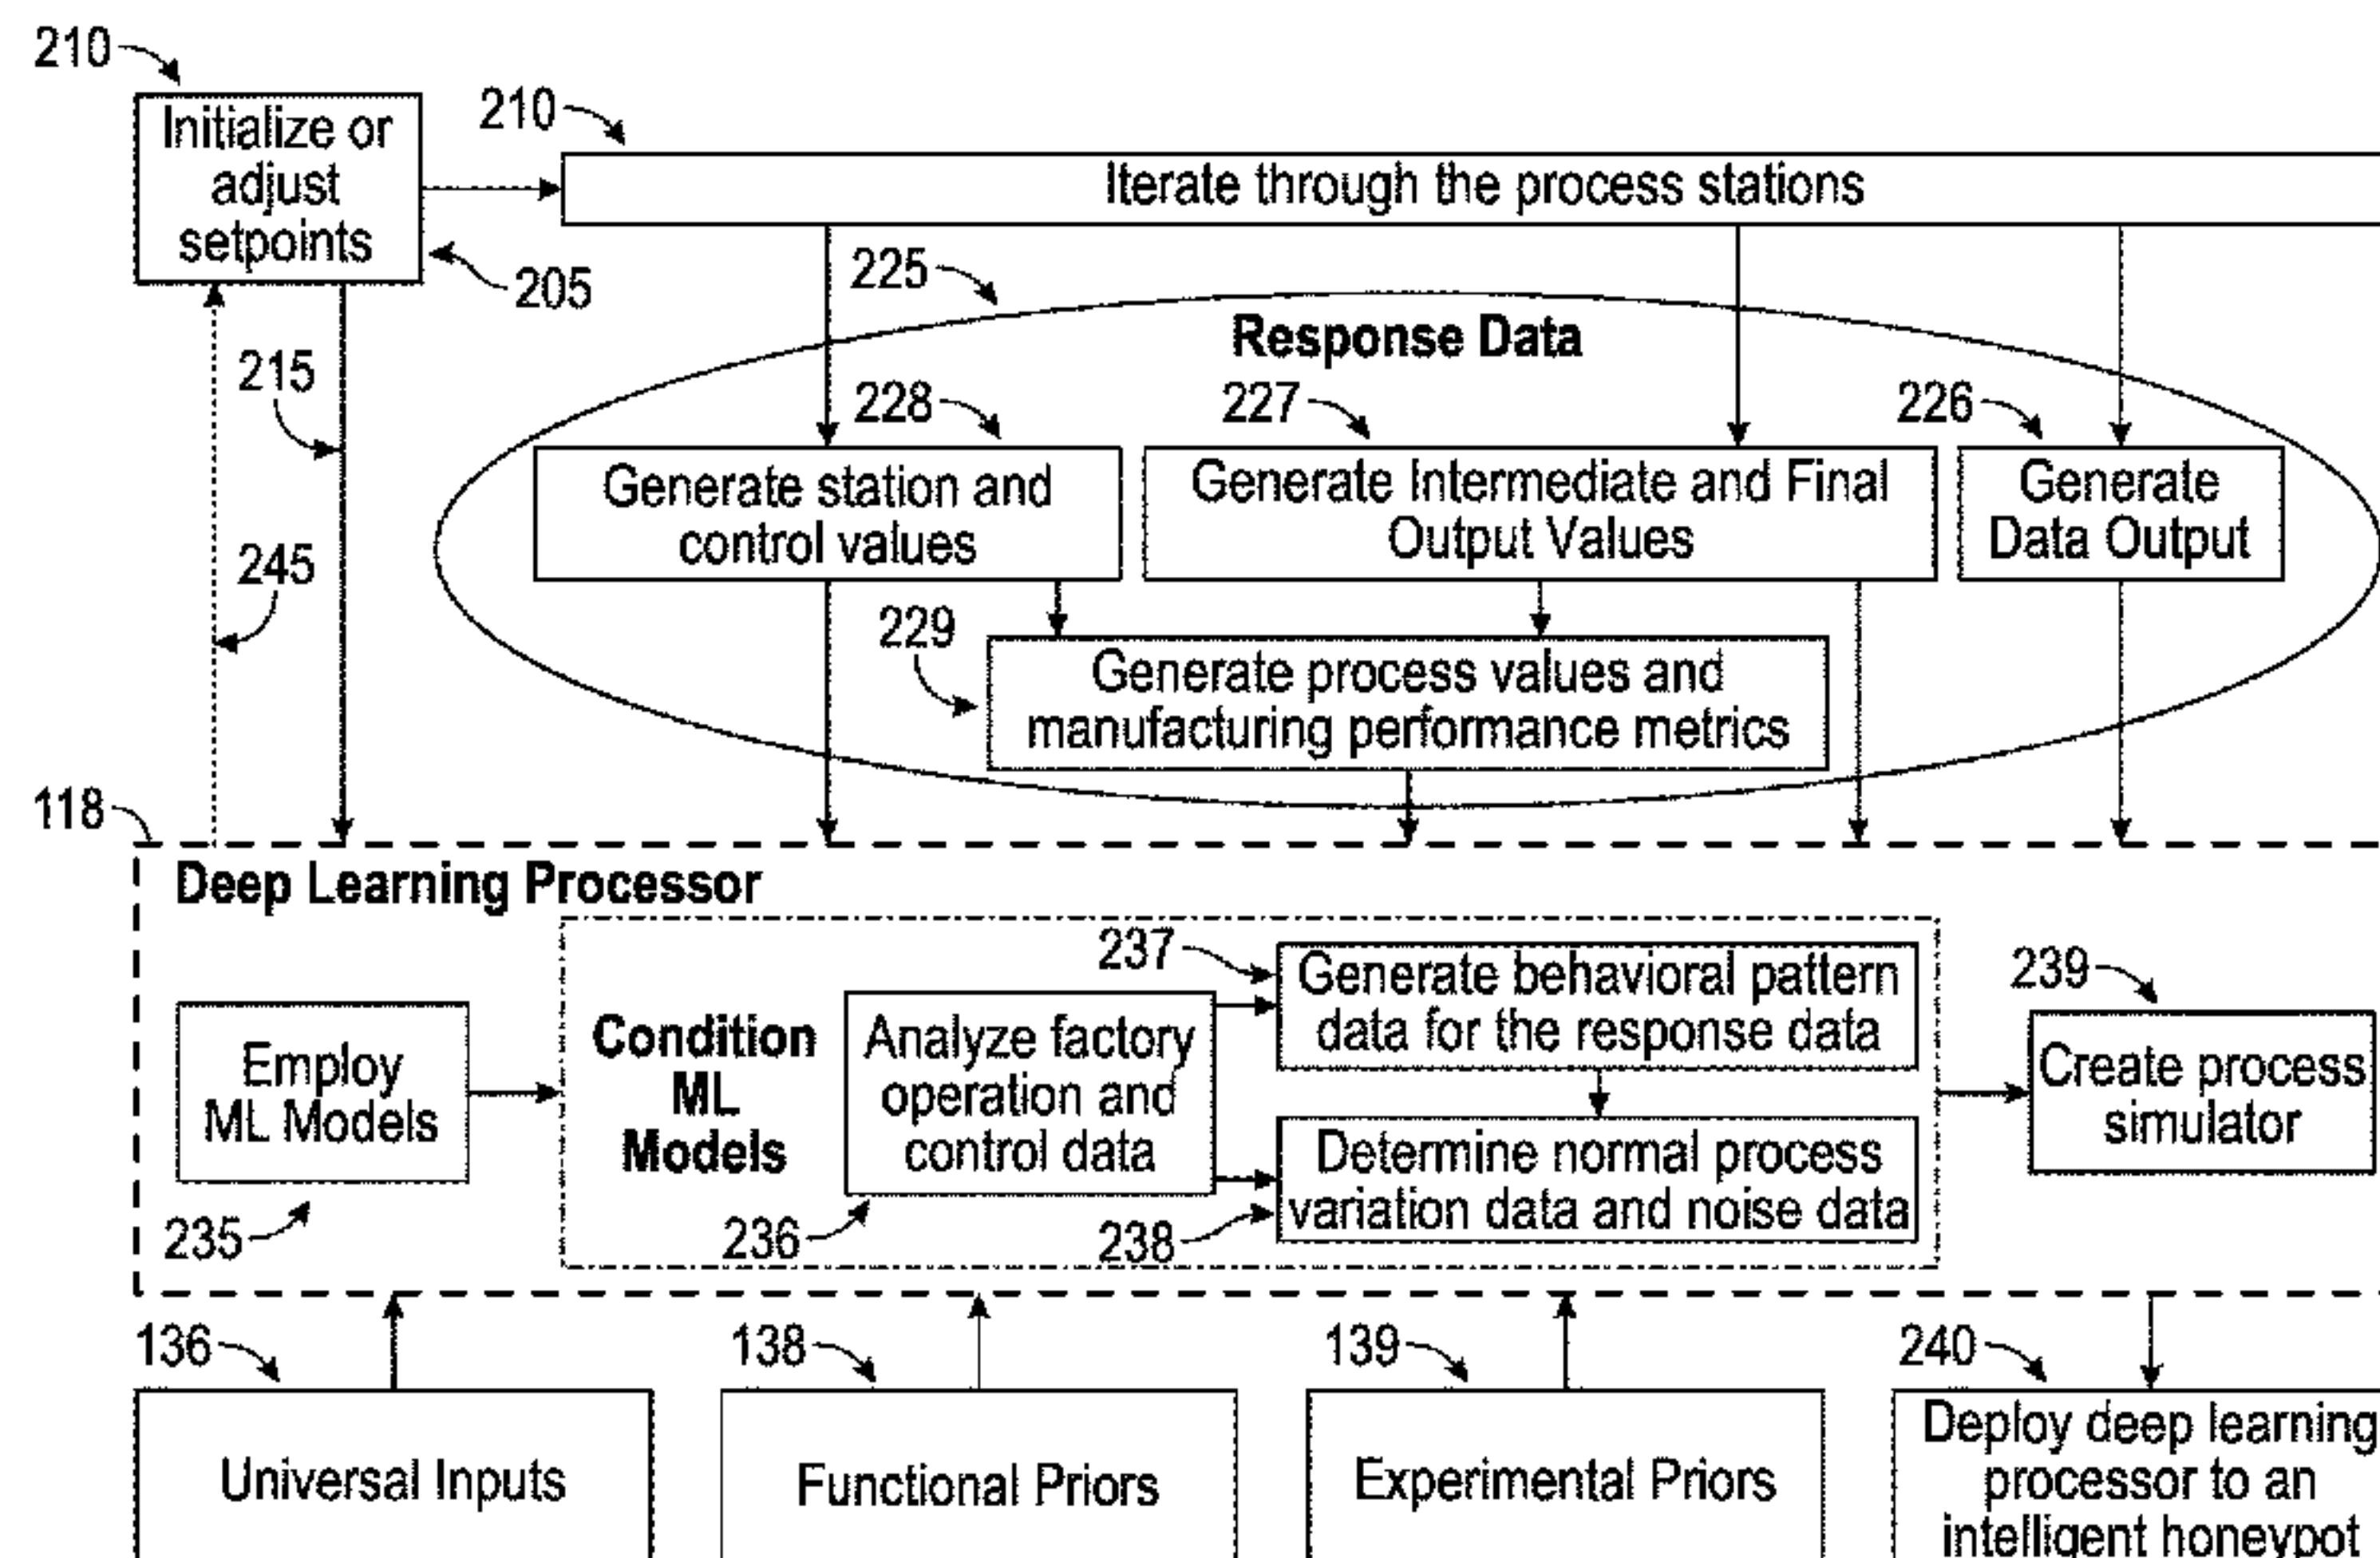 210
Initialize or
adjust
setpoints
205
210
Iterate through the process stations
225
Response Data
215
228
227
226
Generate station and
control values
Generate Intermediate and Final
Output Values
Generate
Data Output
245
229
Generate process values and
manufacturing performance metrics
118
Deep Learning Processor
Employ
ML Models
235
Condition
ML
Models
Analyze factory
operation and
control data
236
237
Generate behavioral pattern
data for the response data
Determine normal process
variation data and noise data
238
239
Create process
simulator
136
Universal Inputs
138
Functional Priors
139
Experimental Priors
240
Deploy deep learning
processor to an
intelligent honeypot